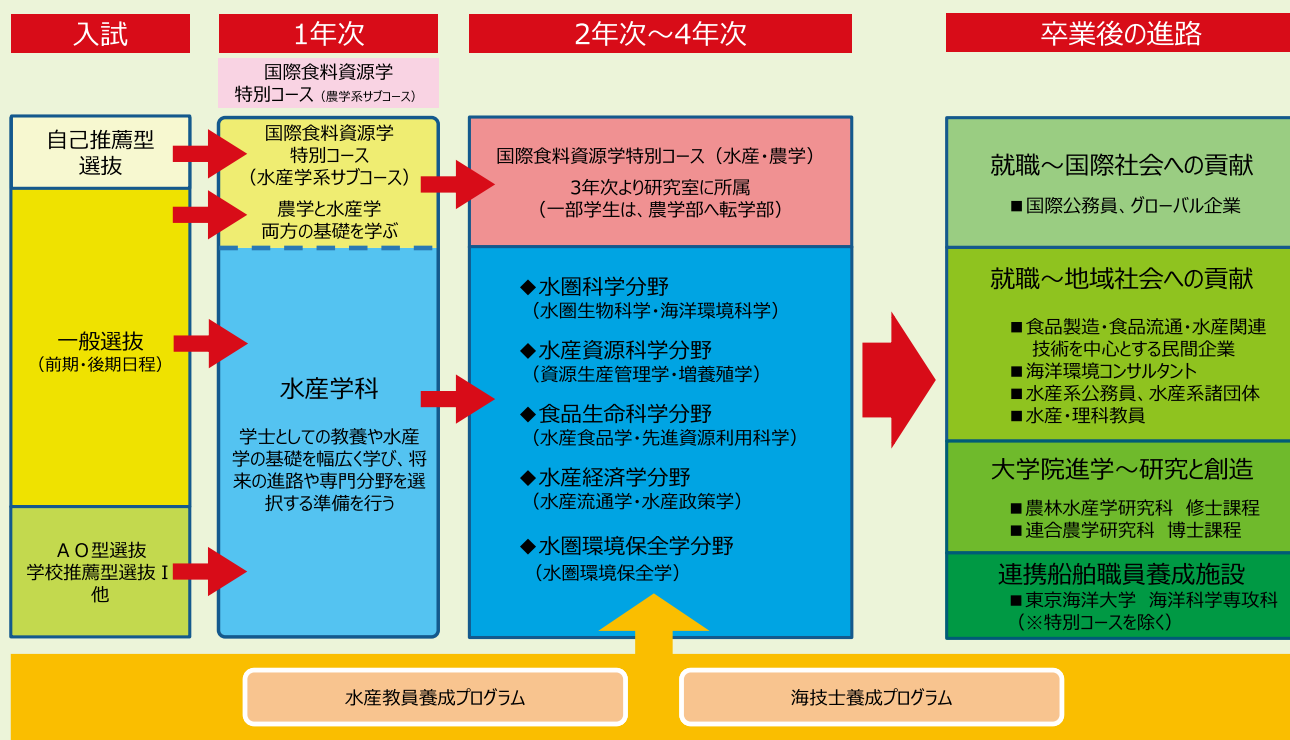 入試
1年次
2年次～4年次
卒業後の進路
国際食料資源学
特別コース（農学系サブコース）
自己推薦型
選抜
一般選抜
（前期・後期日程）
ＡＯ型選抜
学校推薦型選抜Ⅰ
他
国際食料資源学
特別コース
（水産学系サブコース）
農学と水産学
両方の基礎を学ぶ
水産学科
学士としての教養や水産
学の基礎を幅広く学び、将
来の進路や専門分野を選
択する準備を行う
国際食料資源学特別コース（水産・農学）
3年次より研究室に所属
（一部学生は、農学部へ転学部）
◆水圏科学分野
（水圏生物科学・海洋環境科学）
◆水産資源科学分野
（資源生産管理学・増養殖学）
◆食品生命科学分野
（水産食品学・先進資源利用科学）
◆水産経済学分野
（水産流通学・水産政策学）
◆水圏環境保全学分野
（水圏環境保全学）
就職～国際社会への貢献
■国際公務員、グローバル企業
就職～地域社会への貢献
■食品製造・食品流通・水産関連
技術を中心とする民間企業
■海洋環境コンサルタント
■水産系公務員、水産系諸団体
■水産・理科教員
大学院進学～研究と創造
■農林水産学研究科　修士課程
■連合農学研究科　博士課程
連携船舶職員養成施設
■東京海洋大学　海洋科学専攻科
（※特別コースを除く）
水産教員養成プログラム
海技士養成プログラム